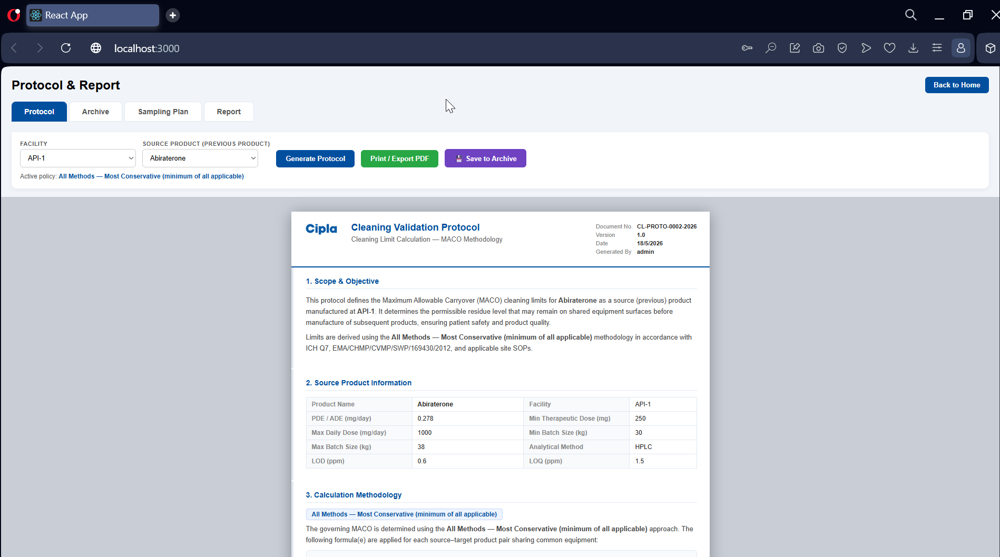 React App
localhost:3000
Protocol & Report
Back to Home
Protocol
Archive
Sampling Plan
Report
FACILITY
SOURCE PRODUCT (PREVIOUS PRODUCT)
API-1
Abiraterone
Generate Protocol
Print / Export PDF
Save to Archive
Active policy: All Methods — Most Conservative (minimum of all applicable)
Cipla
Cleaning Validation Protocol
Cleaning Limit Calculation — MACO Methodology
Document No. CL-PROTO-0002-2026
Version 1.0
Date 18/5/2026
Generated By admin
1. Scope & Objective
This protocol defines the Maximum Allowable Carryover (MACO) cleaning limits for Abiraterone as a source (previous) product
manufactured at API-1. It determines the permissible residue level that may remain on shared equipment surfaces before
manufacture of subsequent products, ensuring patient safety and product quality.
Limits are derived using the All Methods — Most Conservative (minimum of all applicable) methodology in accordance with
ICH Q7, EMA/CHMP/CVMP/SWP/169430/2012, and applicable site SOPs.
2. Source Product Information
Product Name Abiraterone Facility API-1
PDE / ADE (mg/day) 0.278 Min Therapeutic Dose (mg) 250
Max Daily Dose (mg/day) 1000 Min Batch Size (kg) 30
Max Batch Size (kg) 38 Analytical Method HPLC
LOD (ppm) 0.6 LOQ (ppm) 1.5
3. Calculation Methodology
All Methods — Most Conservative (minimum of all applicable)
The governing MACO is determined using the All Methods — Most Conservative (minimum of all applicable) approach. The
following formula(e) are applied for each source–target product pair sharing common equipment: